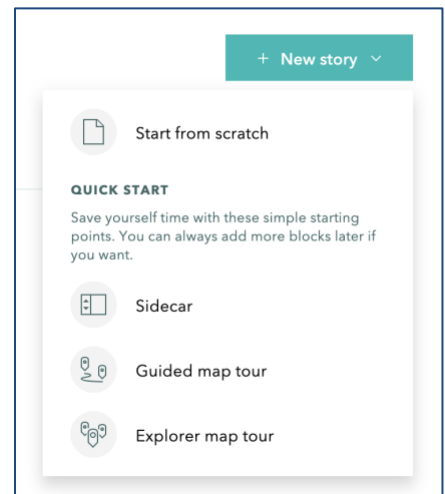 + New story
Start from scratch
QUICK START
Save yourself time with these simple starting
points. You can always add more blocks later if
you want.
Sidecar
Guided map tour
Explorer map tour